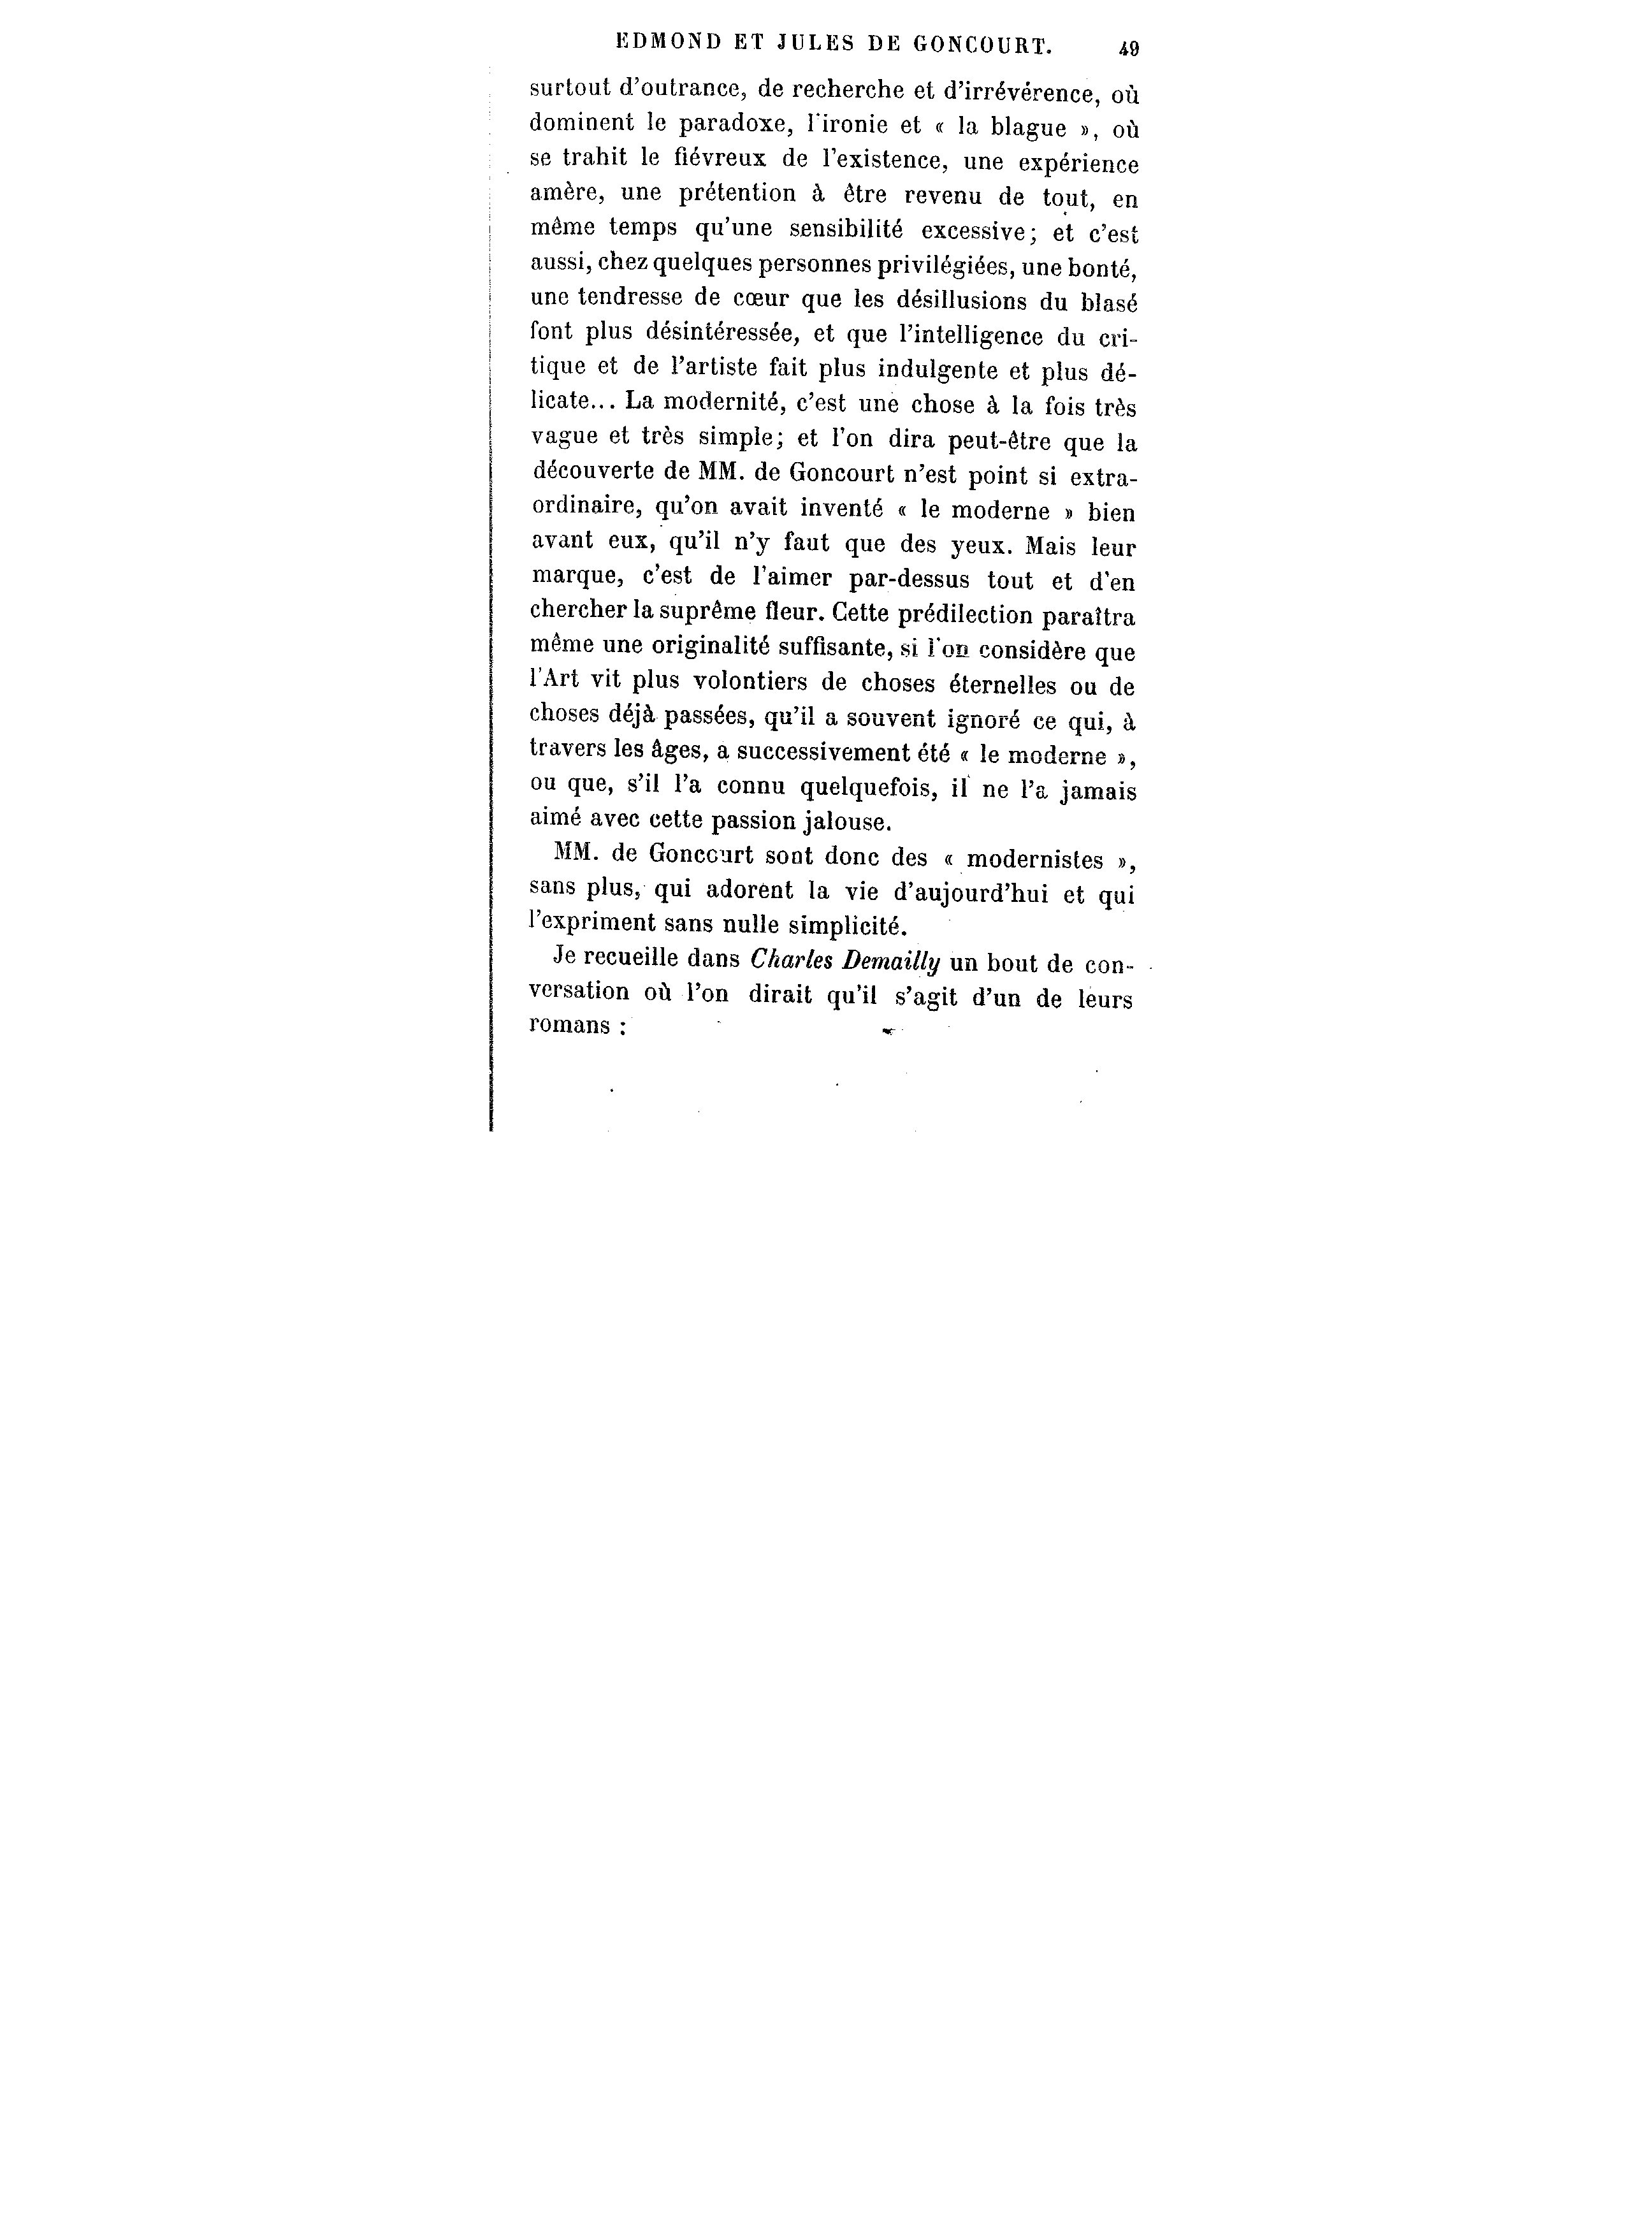 EDMOND ET JULES DE GONCOURT. 49
surtout d'outrance, de recherche et d'irrévérence, où
dominent le paradoxe, l'ironie et « la blague », où
se trahit le fiévreux de l'existence, une expérience
amère, une prétention à être revenu de tout, en
même temps qu'une sensibilité excessive; et c'est
aussi, chez quelques personnes privilégiées, une bonté,
une tendresse de cœur que les désillusions du blasé
font plus désintéressée, et que l'intelligence du cri-
tique et de l'artiste fait plus indulgente et plus dé-
licate... La modernité, c'est une chose à la fois très
vague et très simple; et l'on dira peut-être que la
découverte de MM. de Goncourt n'est point si extra-
ordinaire, qu'on avait inventé « le moderne » bien
avant eux, qu'il n'y faut que des yeux. Mais leur
marque, c'est de l'aimer par-dessus tout et d'en
chercher la suprême fleur. Cette prédilection paraîtra
même une originalité suffisante, si l'on considère que
l'Art vit plus volontiers de choses éternelles ou de
choses déjà passées, qu'il a souvent ignoré ce qui, à
travers les âges, a successivement été « le moderne »,
ou que, s'il l'a connu quelquefois, il ne l'a jamais
aimé avec cette passion jalouse.
MM. de Goncourt sont donc des « modernistes »,
sans plus, qui adorent la vie d'aujourd'hui et qui
l'expriment sans nulle simplicité.
Je recueille dans Charles Demailly un bout de con-
versation où l'on dirait qu'il s'agit d'un de leurs
romans :